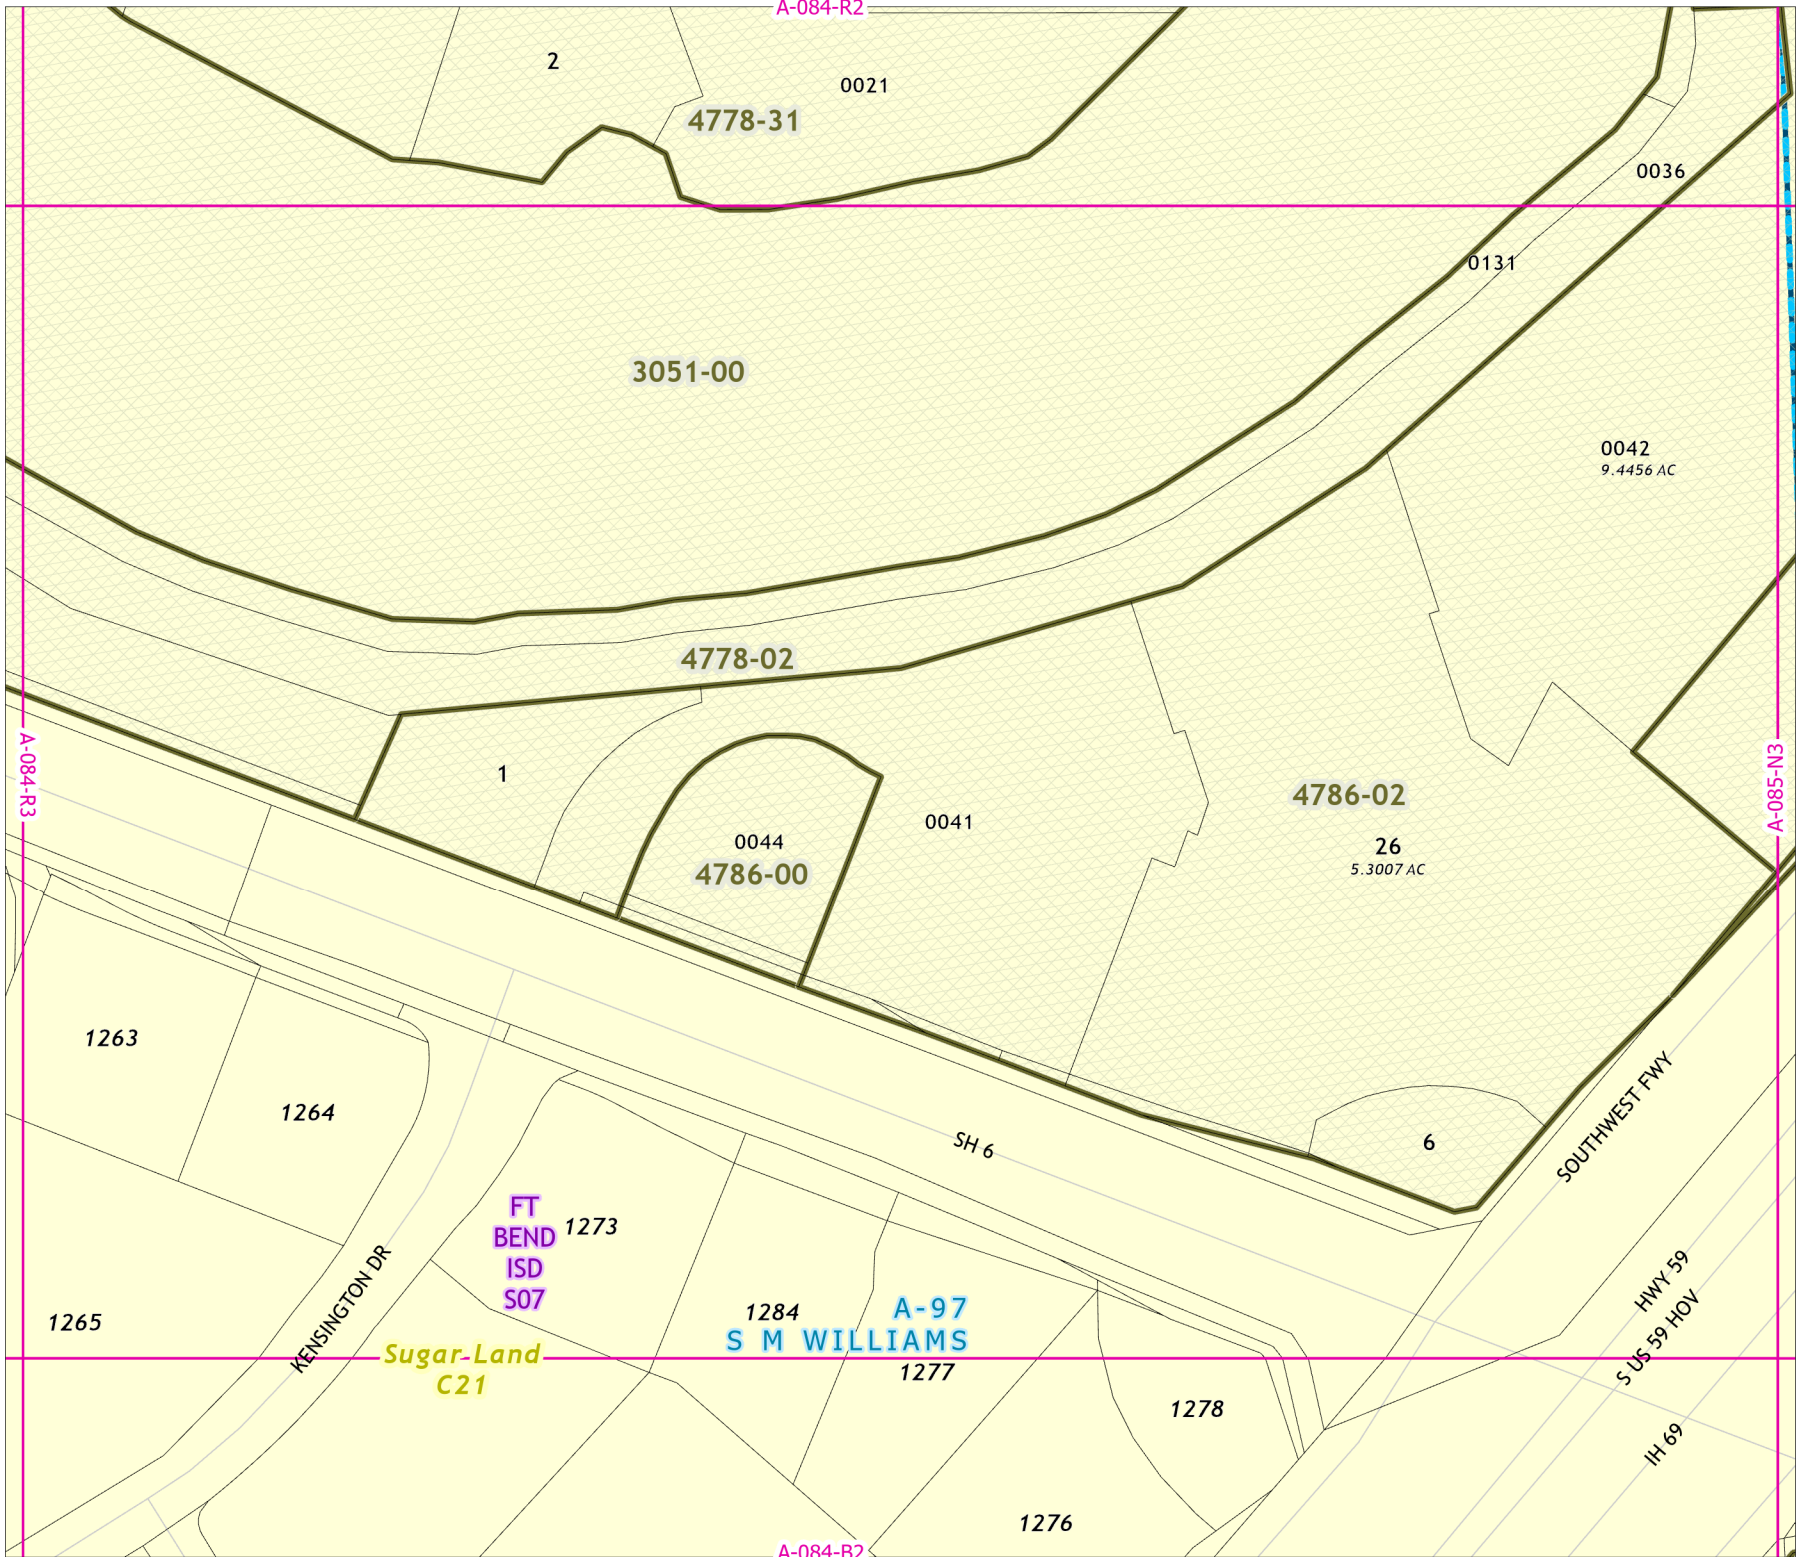 A-084-R2
2
0021
4778-31
0036
0131
3051-00
0042
9.4456 AC
4778-02
A-084-R3
A-085-N3
1
4786-02
0044
0041
4786-00
26
5.3007 AC
1263
1264
SH 6
6
SOUTHWEST FWY
FT
BEND
ISD
S07
1273
1265
KENSINGTON DR
1284
A-97
S M WILLIAMS
HWY 59
S US 59 HOV
Sugar Land
C21
1277
1278
IH 69
1276
A-084-B2